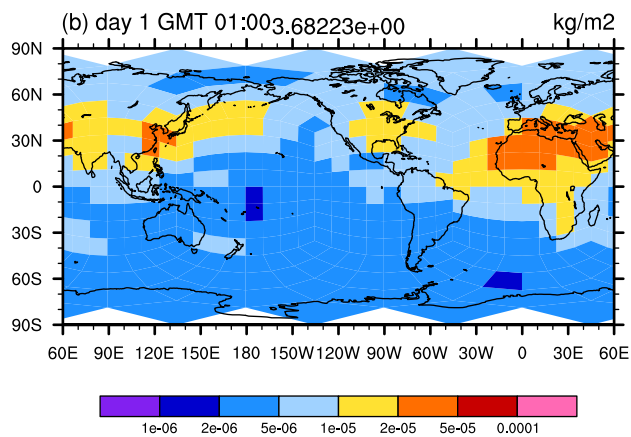 (b) day 1 GMT 01:00 3.68223e+00 kg/m2
90N
60N
30N
0
30S
60S
90S
60E 90E 120E 150E 180 150W 120W 90W 60W 30W 0 30E 60E
1e-06 2e-06 5e-06 1e-05 2e-05 5e-05 0.0001